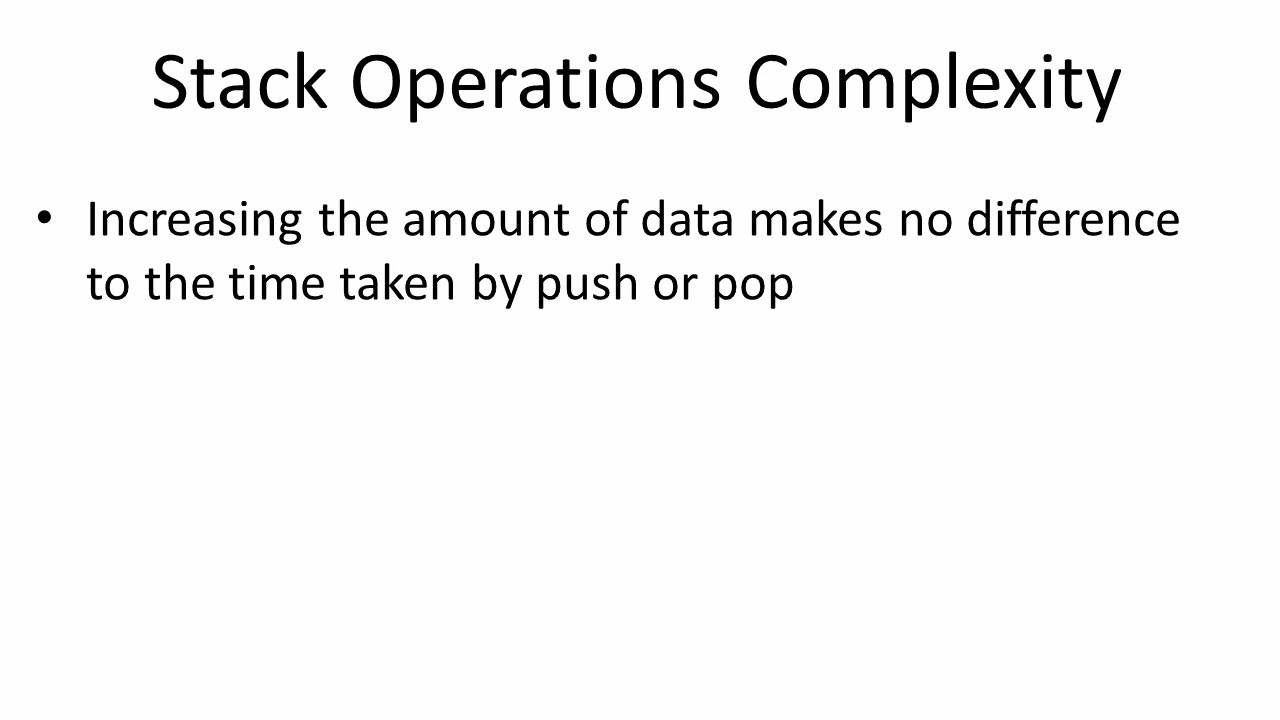 Stack Operations Complexity
• Increasing the amount of data makes no difference
to the time taken by push or pop